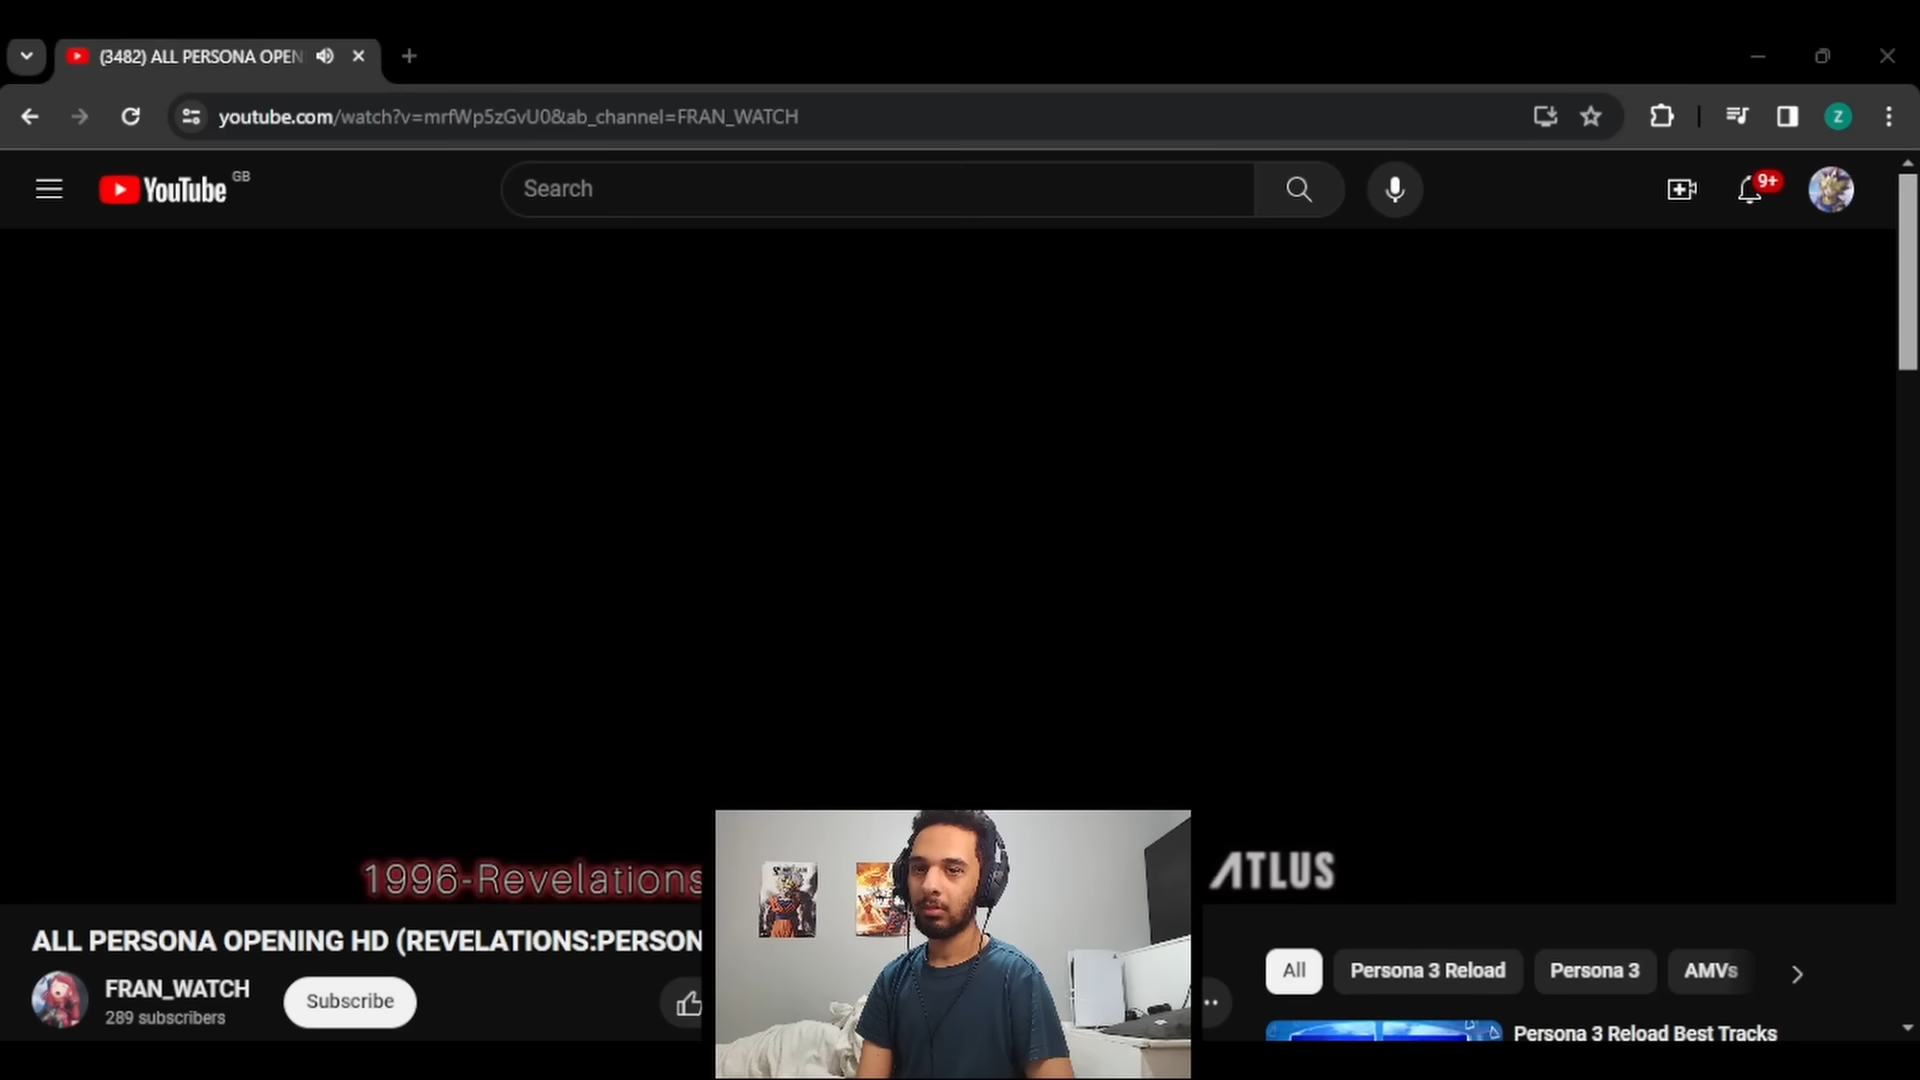 (3482) ALL PERSONA OPEN
youtube.com/watch?v=mrfWp5zGvU0&ab_channel=FRAN_WATCH
Z
YouTube GB
Search
9+
1996-Revelations
ATLUS
ALL PERSONA OPENING HD (REVELATIONS:PERSON
FRAN_WATCH
289 subscribers
Subscribe
All
Persona 3 Reload
Persona 3
AMVs
Persona 3 Reload Best Tracks